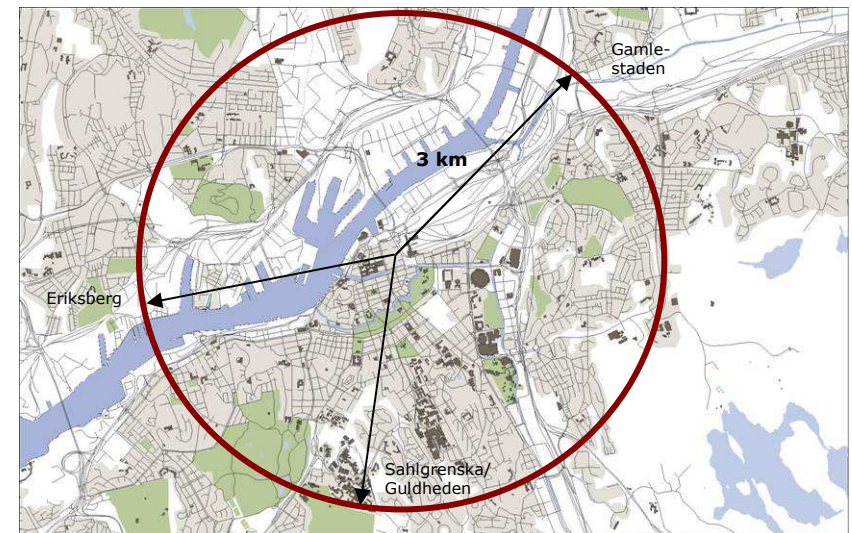 Gamle-
staden
3 km
Eriksberg
Sahlgrenska/
Guldheden